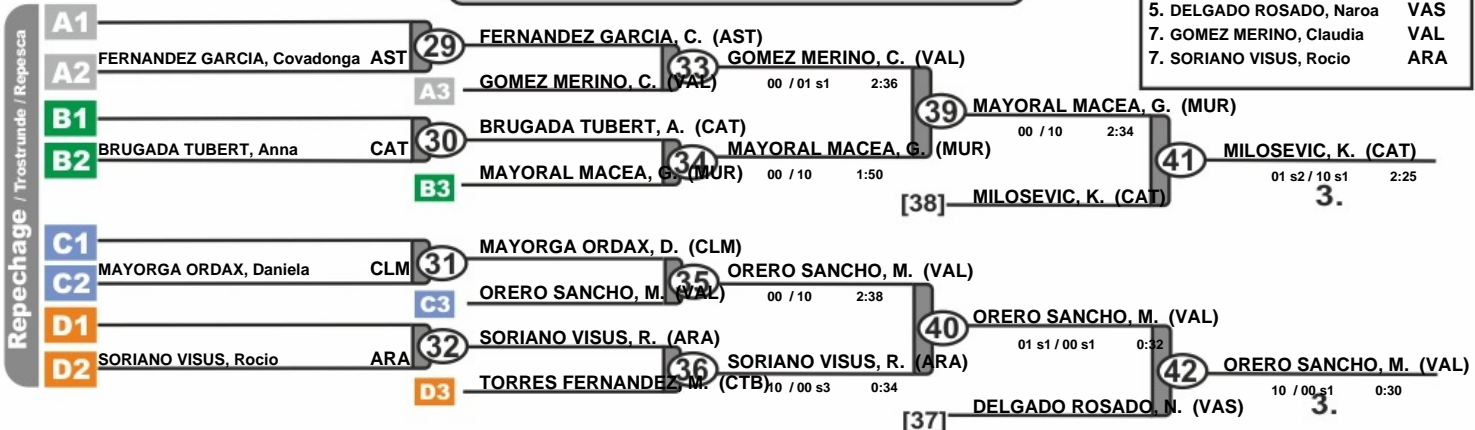 5. DELGADO ROSADO, Naroa VAS
7. GOMEZ MERINO, Claudia VAL
7. SORIANO VISUS, Rocio ARA
Repechage / Trostrunde / Repesca
A1
FERNANDEZ GARCIA, Covadonga AST
A2
29
FERNANDEZ GARCIA, C. (AST)
A3
GOMEZ MERINO, C. (VAL)
33
GOMEZ MERINO, C. (VAL)
00 / 01 s1 2:36
B1
BRUGADA TUBERT, Anna CAT
B2
30
BRUGADA TUBERT, A. (CAT)
B3
MAYORAL MACEA, G. (MUR)
34
MAYORAL MACEA, G. (MUR)
00 / 10 1:50
39
MAYORAL MACEA, G. (MUR)
00 / 10 2:34
[38]
MILOSEVIC, K. (CAT)
41
MILOSEVIC, K. (CAT)
01 s2 / 10 s1 2:25
3.
C1
MAYORGA ORDAX, Daniela CLM
C2
31
MAYORGA ORDAX, D. (CLM)
C3
ORERO SANCHO, M. (VAL)
35
ORERO SANCHO, M. (VAL)
00 / 10 2:38
D1
SORIANO VISUS, Rocio ARA
D2
32
SORIANO VISUS, R. (ARA)
D3
TORRES FERNANDEZ, M. (CTB)
36
SORIANO VISUS, R. (ARA)
10 / 00 s3 0:34
40
ORERO SANCHO, M. (VAL)
01 s1 / 00 s1 0:32
[37]
DELGADO ROSADO, N. (VAS)
42
ORERO SANCHO, M. (VAL)
10 / 00 s1 0:30
3.